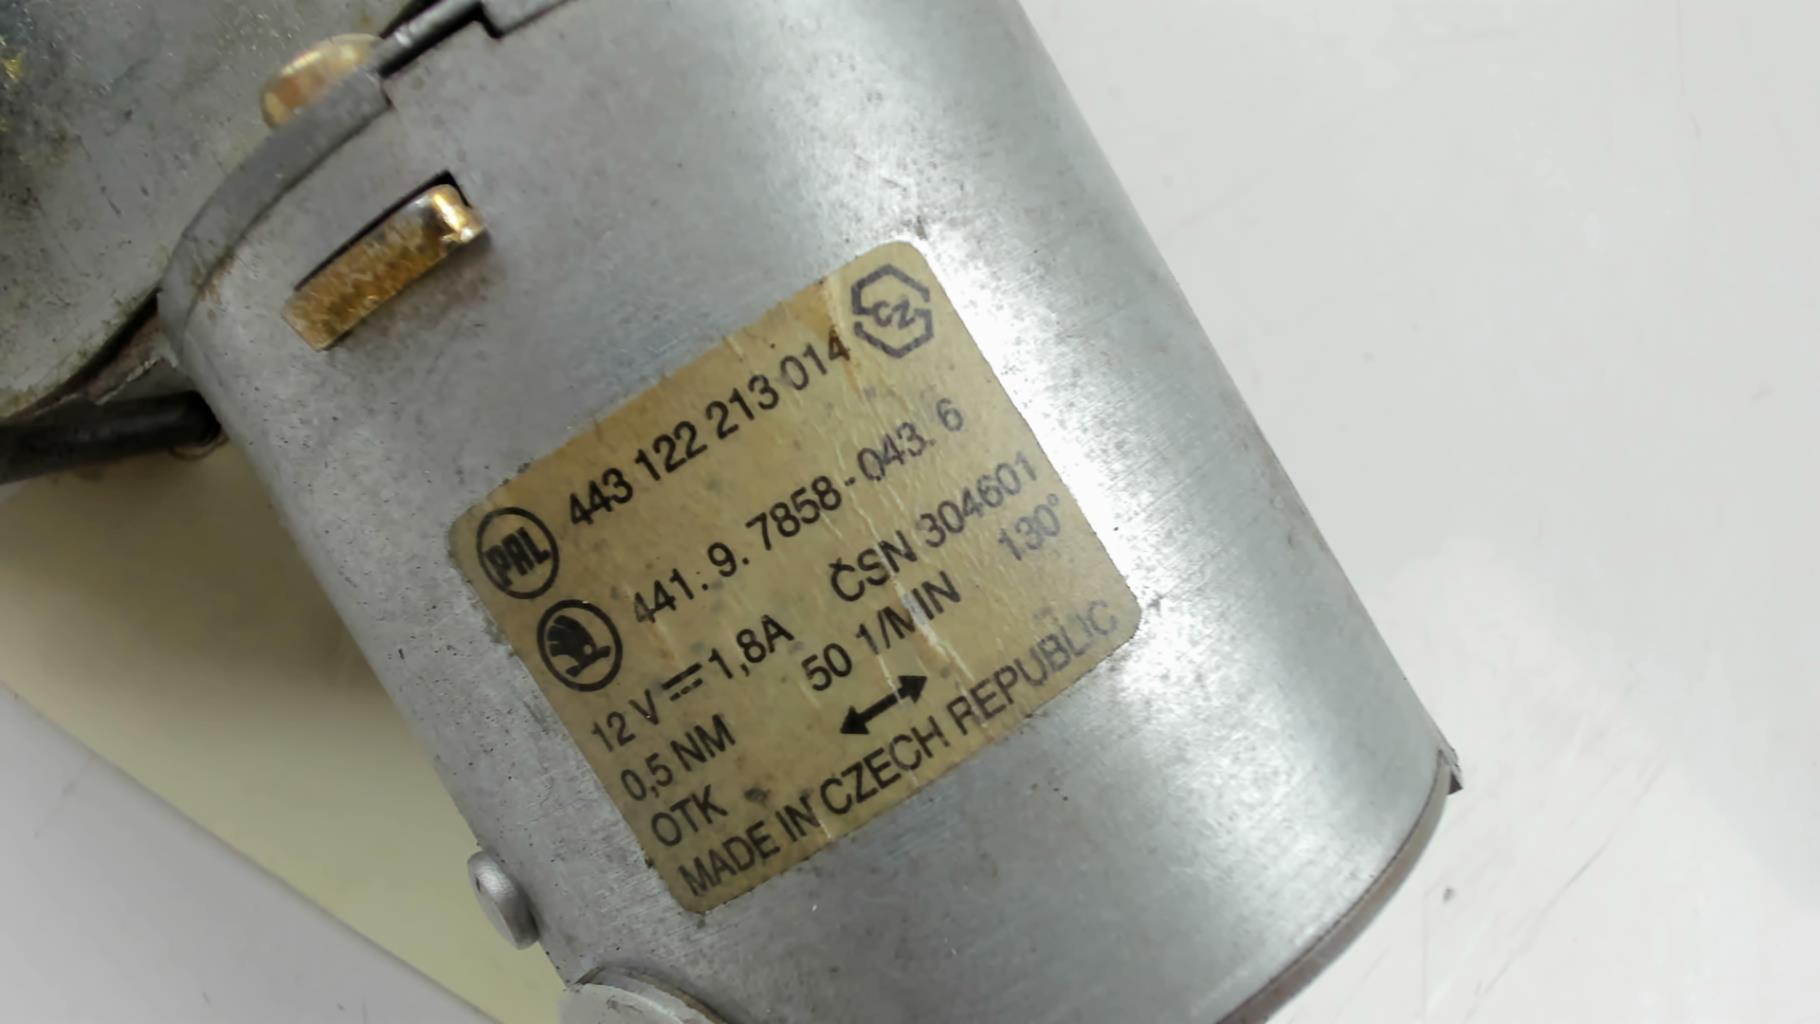 443 122 213 014 CZ
PAL
441.9.7858-043.6
12 V 1,8A ČSN 304601
0,5 NM 50 1/MIN 130°
OTK
MADE IN CZECH REPUBLIC